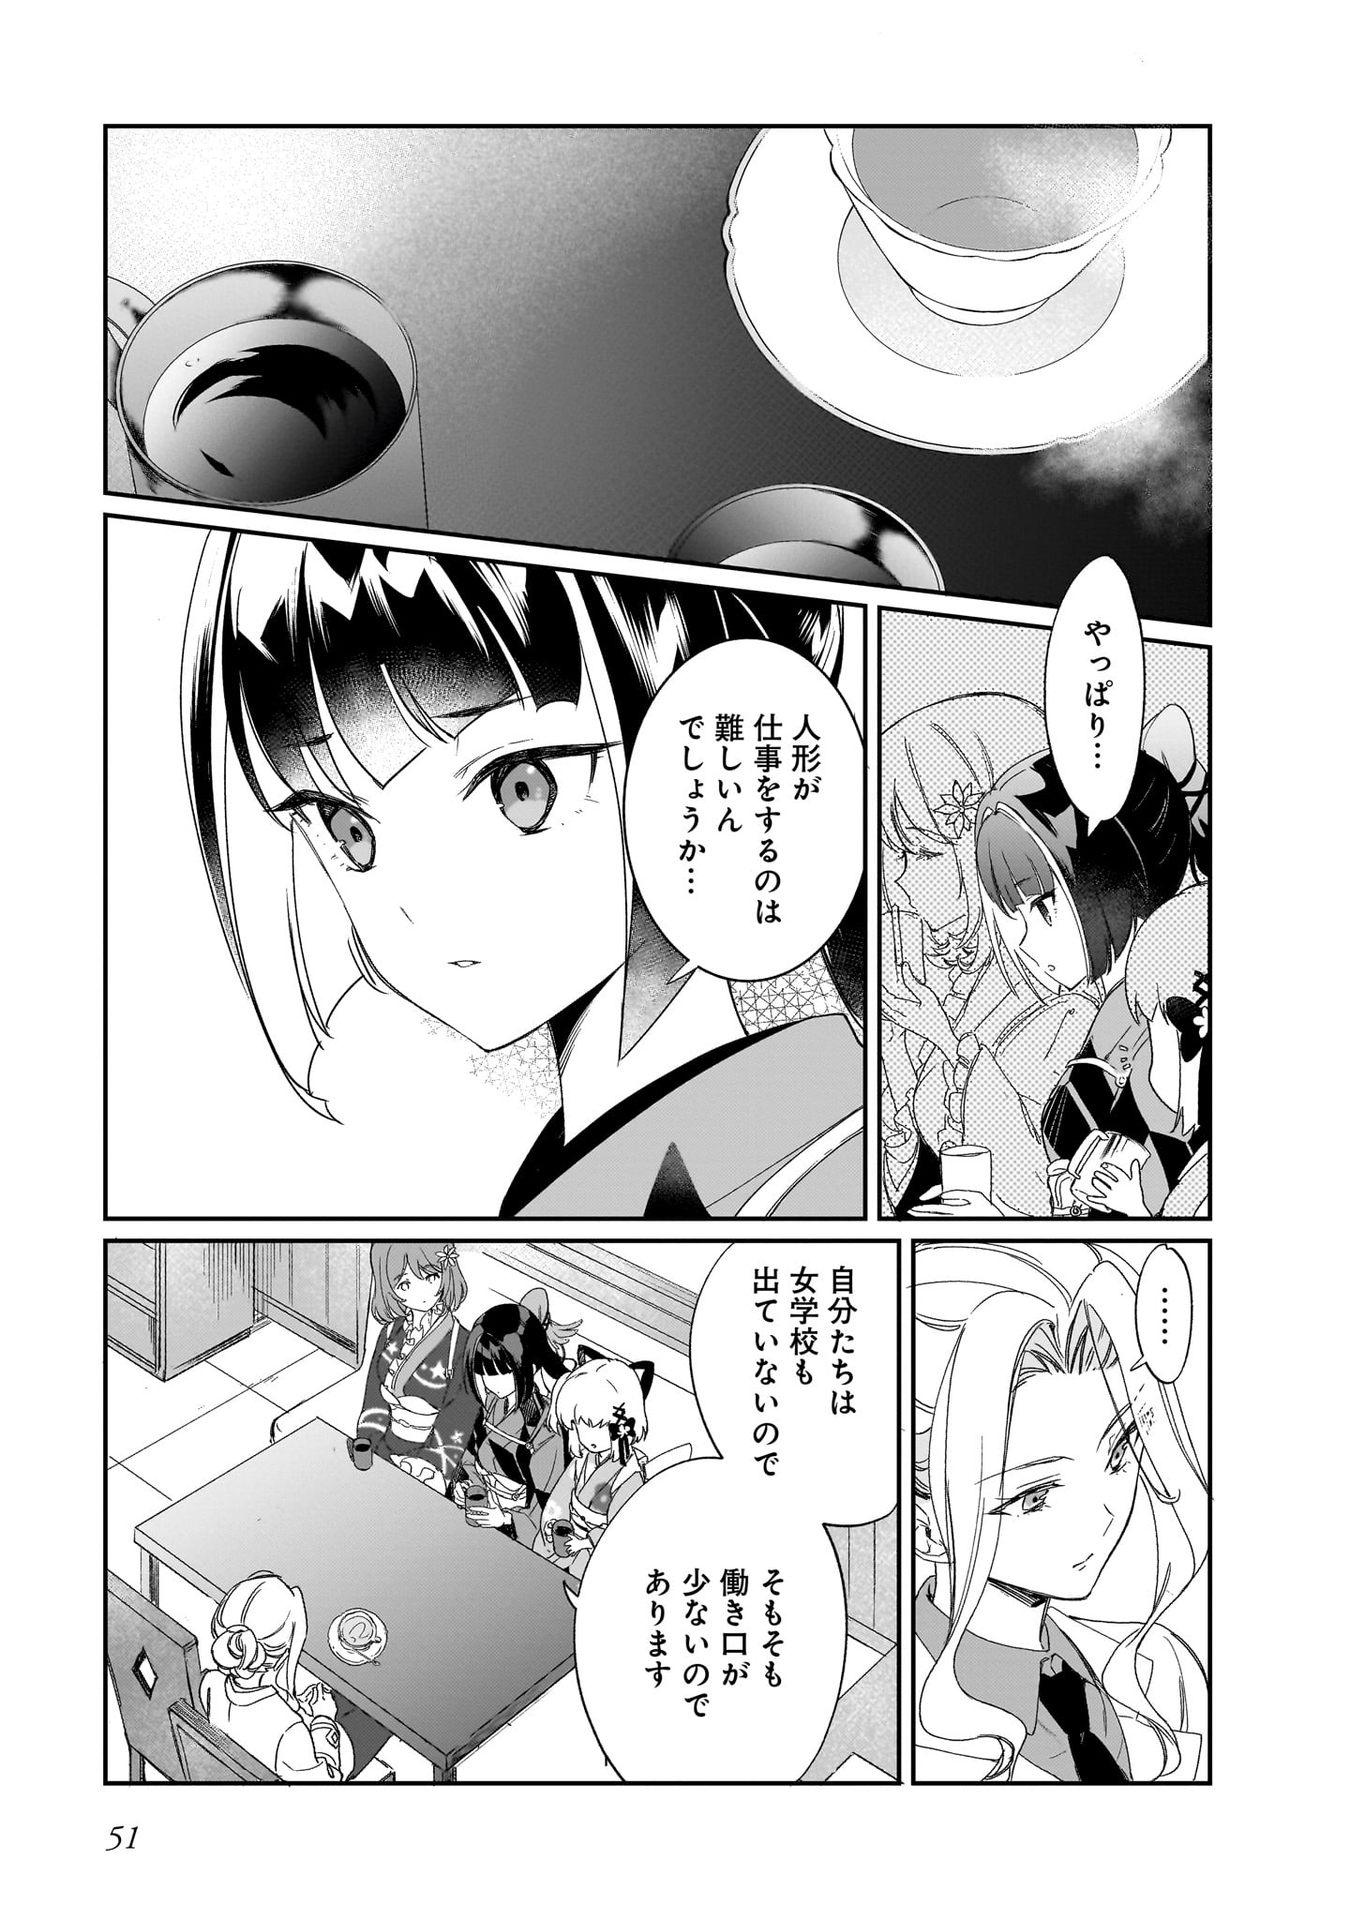 やっぱり…
人形が
仕事をするのは
難しいん
でしょうか…
……
自分たちは
女学校も
出ていないので
そもそも
働き口が
少ないので
あります
51